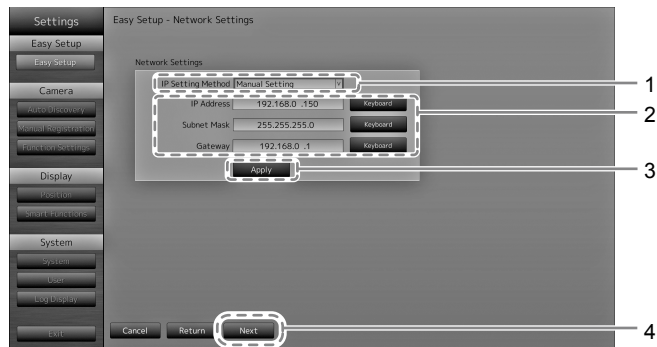 Settings
Easy Setup - Network Settings
Easy Setup
Easy Setup
Network Settings
IP Setting Method Manual Setting
1
IP Address 192.168.0 .150 Keyboard
2
Camera
Auto Discovery
Manual Registration
Function Settings
Subnet Mask 255.255.255.0 Keyboard
Gateway 192.168.0 .1 Keyboard
Apply
3
Display
Position
Smart Functions
System
System
User
Log Display
Exit
Cancel Return Next
4